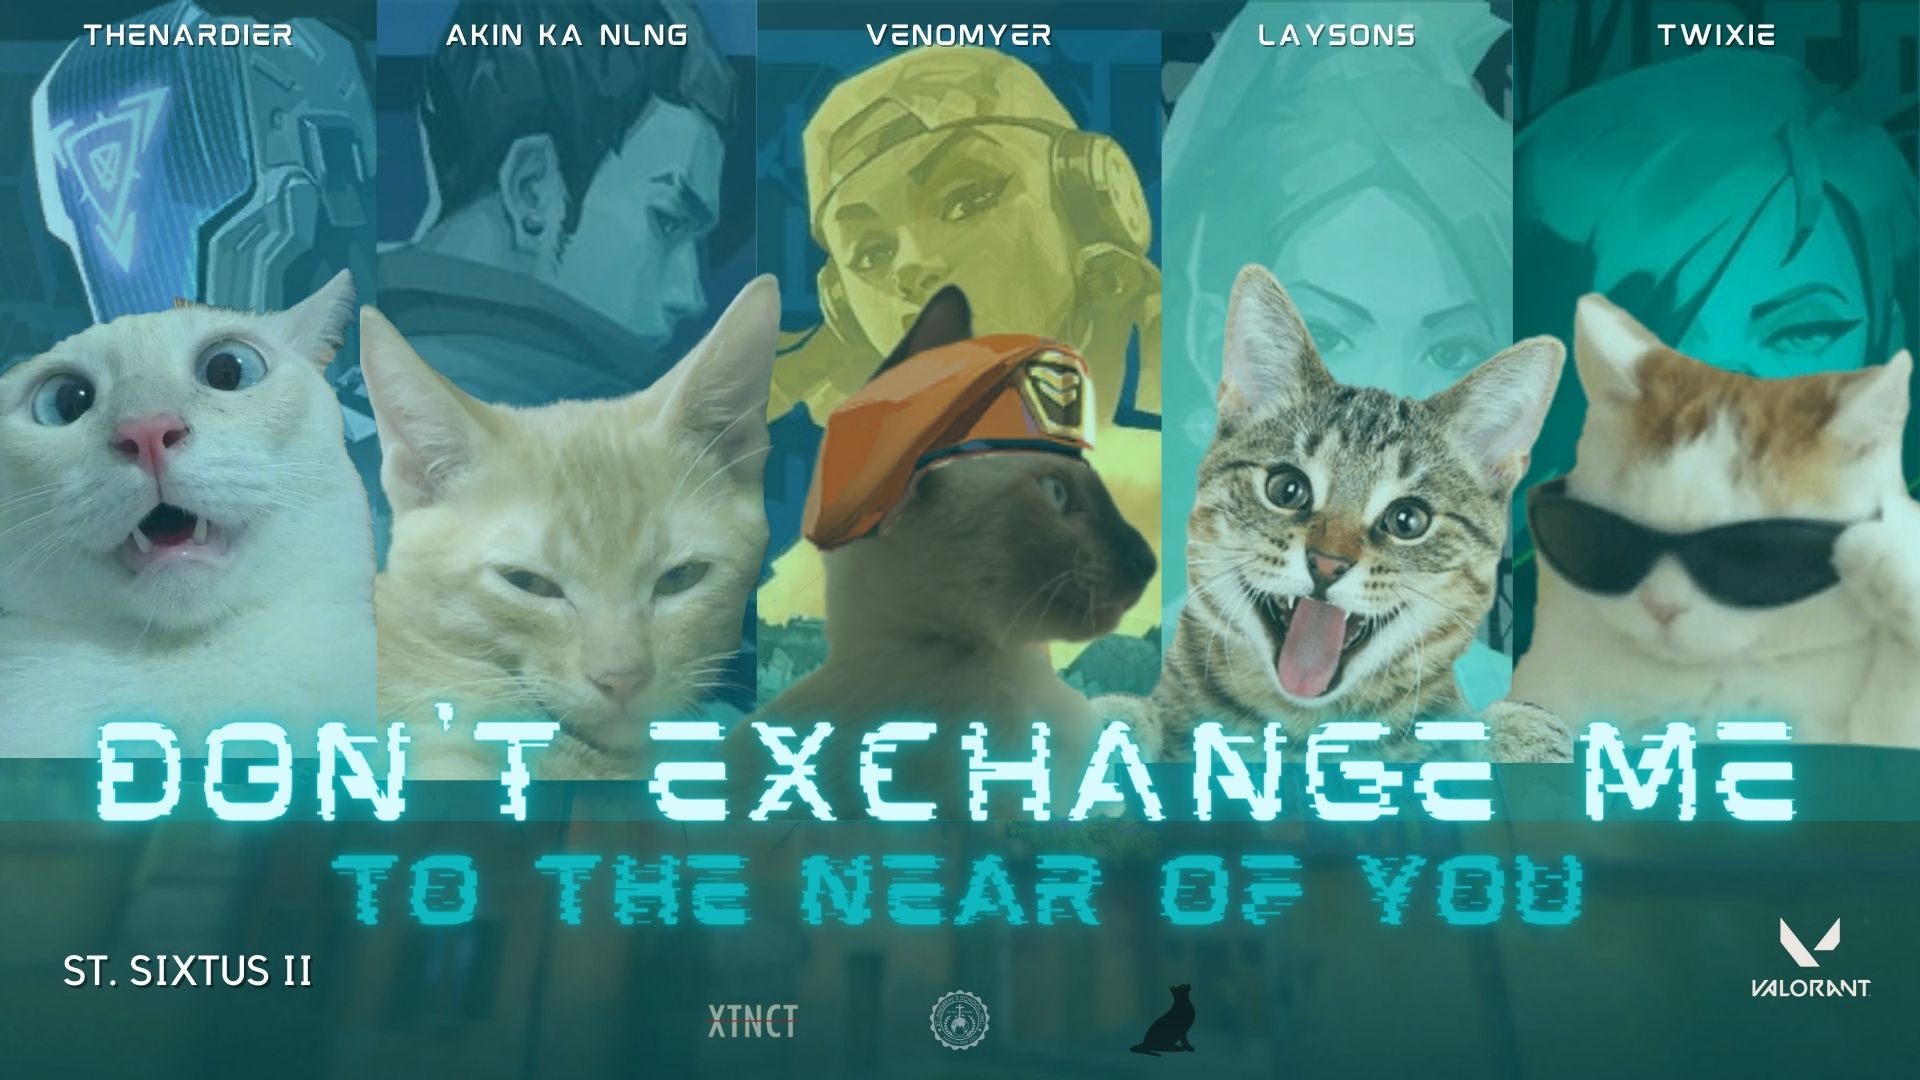 THENARDIER
AKIN KA NLNG
VENOMYER
LAYSONS
TWIXIE
DON'T EXCHANGE ME
TO THE NEAR OF YOU
ST. SIXTUS II
XTNCT
VALORANT